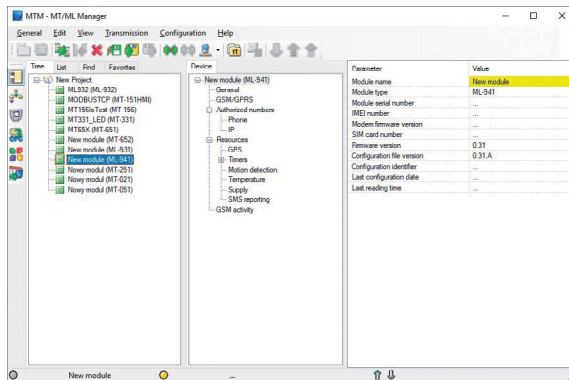 MTM - MT/ML Manager
General Edit View Transmission Configuration Help
Tree List Find Favorites
New Project
ML932 (ML-932)
MODBUSTCP (MT-151HMI)
MT156IoTest (MT 156)
MT331_LED (MT-331)
MT65X (MT-651)
New module (MT-652)
New module (ML-931)
New module (ML-941)
Nowy modul (MT-251)
Nowy modul (MT-021)
Nowy modul (MT-051)
Device
New module (ML-941)
General
GSM/GPRS
Authorized numbers
Phone
IP
Resources
GPS
Timers
Motion detection
Temperature
Supply
SMS reporting
GSM activity
Parameter Value
Module name New module
Module type ML-941
Module serial number ...
IMEI number ...
Modem firmware version ...
SIM card number ...
Firmware version 0.31
Configuration file version 0.31.A
Configuration identifier ...
Last configuration date ...
Last reading time ...
New module ...